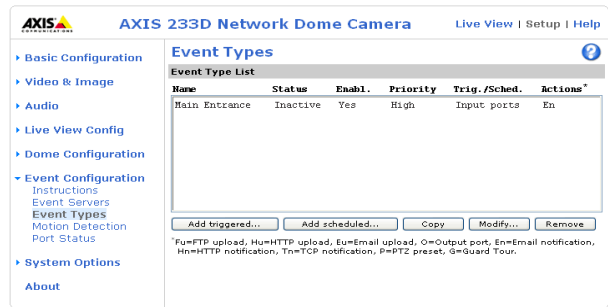 AXIS
COMMUNICATIONS
AXIS 233D Network Dome Camera
Live View | Setup | Help
Basic Configuration
Video & Image
Audio
Live View Config
Dome Configuration
Event Configuration
Instructions
Event Servers
Event Types
Motion Detection
Port Status
System Options
About
Event Types
?
Event Type List
Name Status Enabl. Priority Trig./Sched. Actions*
Main Entrance Inactive Yes High Input ports En
Add triggered... Add scheduled... Copy Modify... Remove
*Fu=FTP upload, Hu=HTTP upload, Eu=Email upload, O=Output port, En=Email notification,
Hn=HTTP notification, Tn=TCP notification, P=PTZ preset, G=Guard Tour.